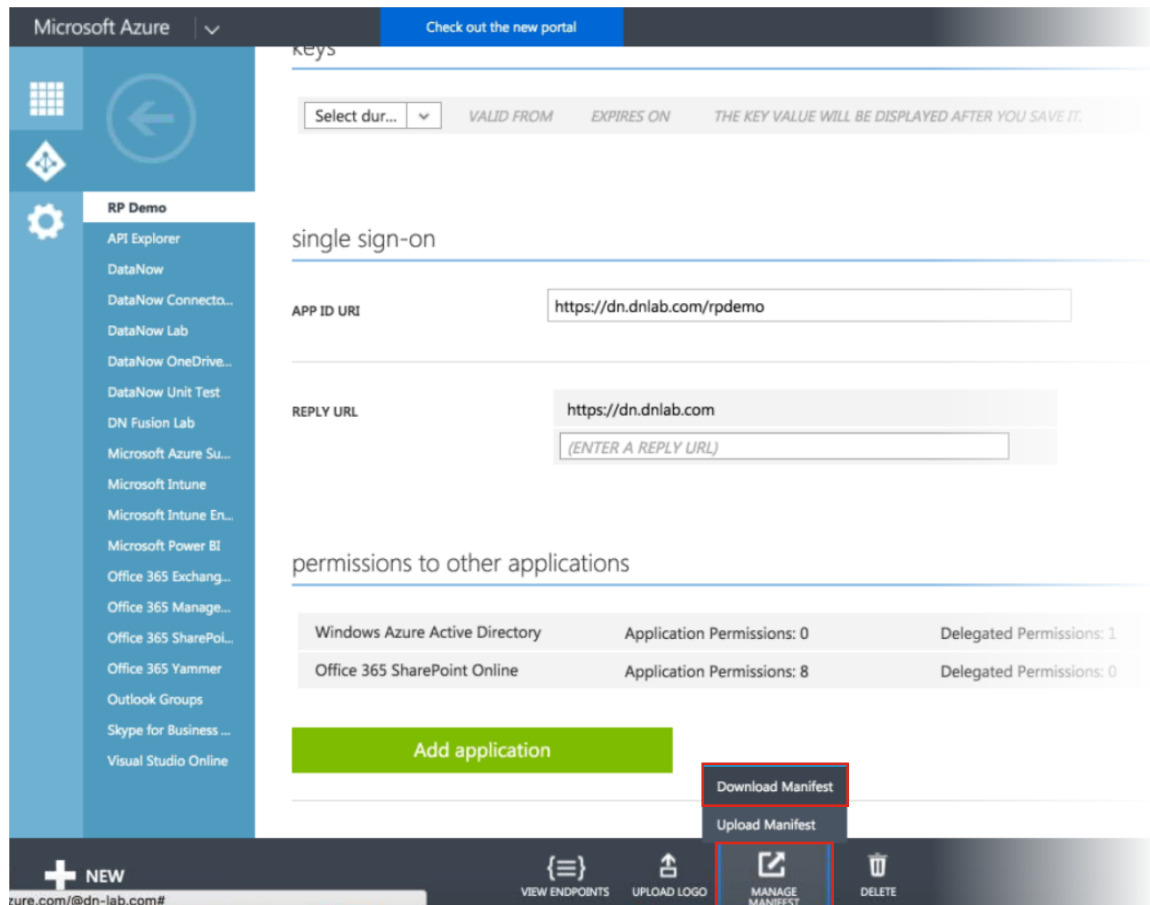 Microsoft Azure
Check out the new portal
keys
Select dur... VALID FROM EXPIRES ON THE KEY VALUE WILL BE DISPLAYED AFTER YOU SAVE IT.
RP Demo
API Explorer
DataNow
DataNow Connecto...
DataNow Lab
DataNow OneDrive...
DataNow Unit Test
DN Fusion Lab
Microsoft Azure Su...
Microsoft Intune
Microsoft Intune En...
Microsoft Power BI
Office 365 Exchang...
Office 365 Manage...
Office 365 SharePoi...
Office 365 Yammer
Outlook Groups
Skype for Business ...
Visual Studio Online
single sign-on
APP ID URI https://dn.dnlab.com/rpdemo
REPLY URL https://dn.dnlab.com
(ENTER A REPLY URL)
permissions to other applications
Windows Azure Active Directory Application Permissions: 0 Delegated Permissions: 1
Office 365 SharePoint Online Application Permissions: 8 Delegated Permissions: 0
Add application
Download Manifest
Upload Manifest
NEW
VIEW ENDPOINTS
UPLOAD LOGO
MANAGE
MANIFEST
DELETE
zure.com/@dn-lab.com#